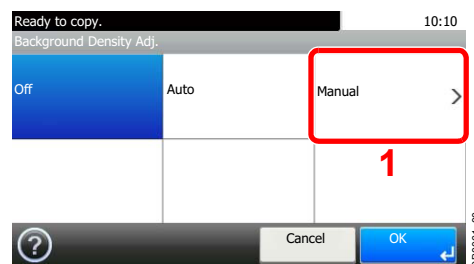 Ready to copy. 10:10
Background Density Adj.
Off Auto Manual >
1
? Cancel OK